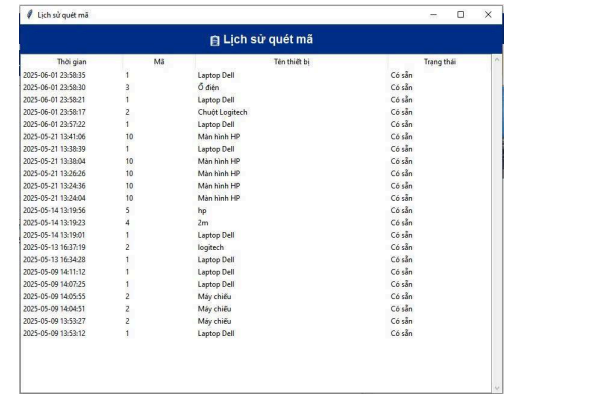 Lịch sử quét mã
Lịch sử quét mã
Thời gian Mã Tên thiết bị Trạng thái
2025-06-01 23:58:35 1 Laptop Dell Có sẵn
2025-06-01 23:58:30 3 Ổ điện Có sẵn
2025-06-01 23:58:21 1 Laptop Dell Có sẵn
2025-06-01 23:58:17 2 Chuột Logitech Có sẵn
2025-06-01 23:57:22 1 Laptop Dell Có sẵn
2025-05-21 13:41:06 10 Màn hình HP Có sẵn
2025-05-21 13:38:39 1 Laptop Dell Có sẵn
2025-05-21 13:38:04 10 Màn hình HP Có sẵn
2025-05-21 13:26:26 10 Màn hình HP Có sẵn
2025-05-21 13:24:36 10 Màn hình HP Có sẵn
2025-05-21 13:24:04 10 Màn hình HP Có sẵn
2025-05-14 13:19:56 5 hp Có sẵn
2025-05-14 13:19:23 4 2m Có sẵn
2025-05-14 13:19:01 1 Laptop Dell Có sẵn
2025-05-13 16:37:19 2 logitech Có sẵn
2025-05-13 16:34:28 1 Laptop Dell Có sẵn
2025-05-09 14:11:12 1 Laptop Dell Có sẵn
2025-05-09 14:07:25 1 Laptop Dell Có sẵn
2025-05-09 14:05:55 2 Máy chiếu Có sẵn
2025-05-09 14:04:51 2 Máy chiếu Có sẵn
2025-05-09 13:53:27 2 Máy chiếu Có sẵn
2025-05-09 13:53:12 1 Laptop Dell Có sẵn